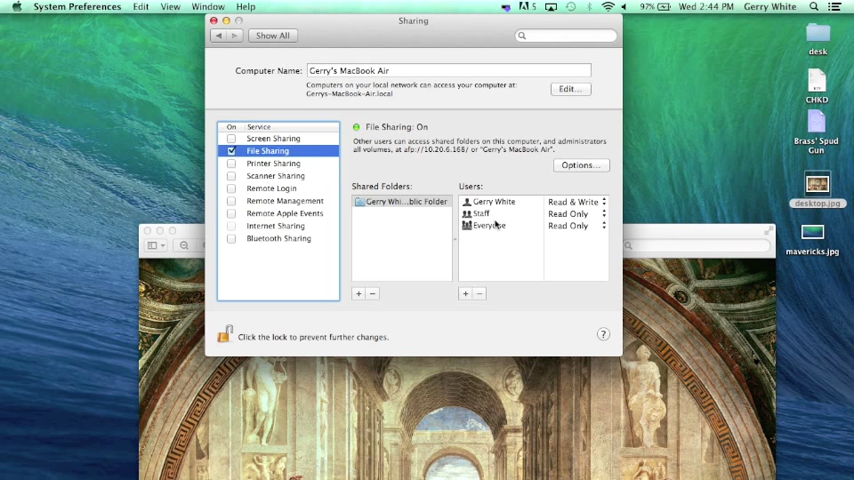 System Preferences Edit View Window Help
5 97% Wed 2:44 PM Gerry White
Sharing
Show All
Computer Name: Gerry's MacBook Air
Computers on your local network can access your computer at:
Gerrys-MacBook-Air.local
Edit...
On Service
Screen Sharing
File Sharing
Printer Sharing
Scanner Sharing
Remote Login
Remote Management
Remote Apple Events
Internet Sharing
Bluetooth Sharing
File Sharing: On
Other users can access shared folders on this computer, and administrators
all volumes, at afp://10.20.6.168/ or "Gerry's MacBook Air".
Options...
Shared Folders:
Gerry Whi...blic Folder
Users:
Gerry White Read & Write
Staff Read Only
Everyone Read Only
+ −
+ −
Click the lock to prevent further changes.
?
desk
CHKD
Brass' Spud
Gun
desktop.jpg
mavericks.jpg